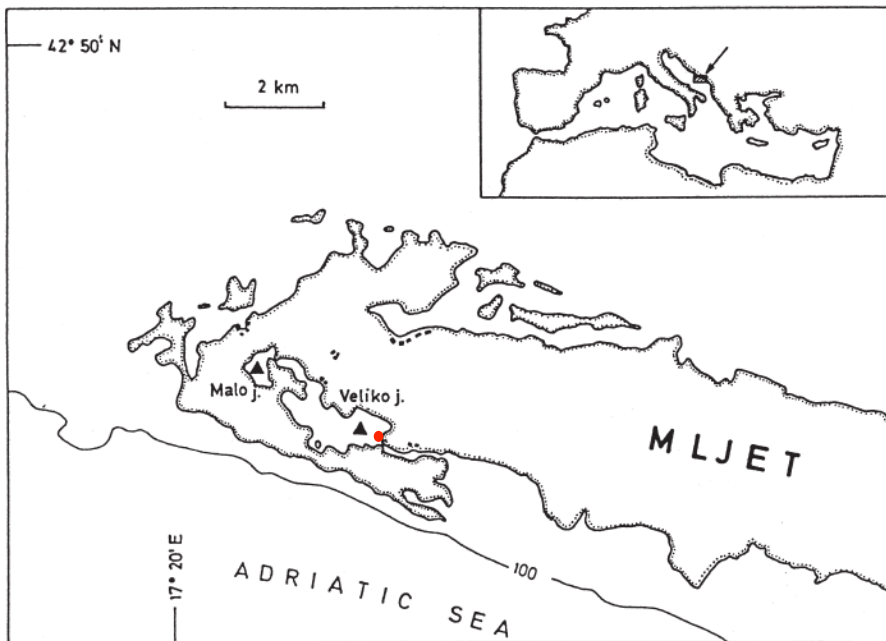 42° 50' N
2 km
Malo j.
Veliko j.
MLJET
17° 20' E
100
ADRIATIC SEA